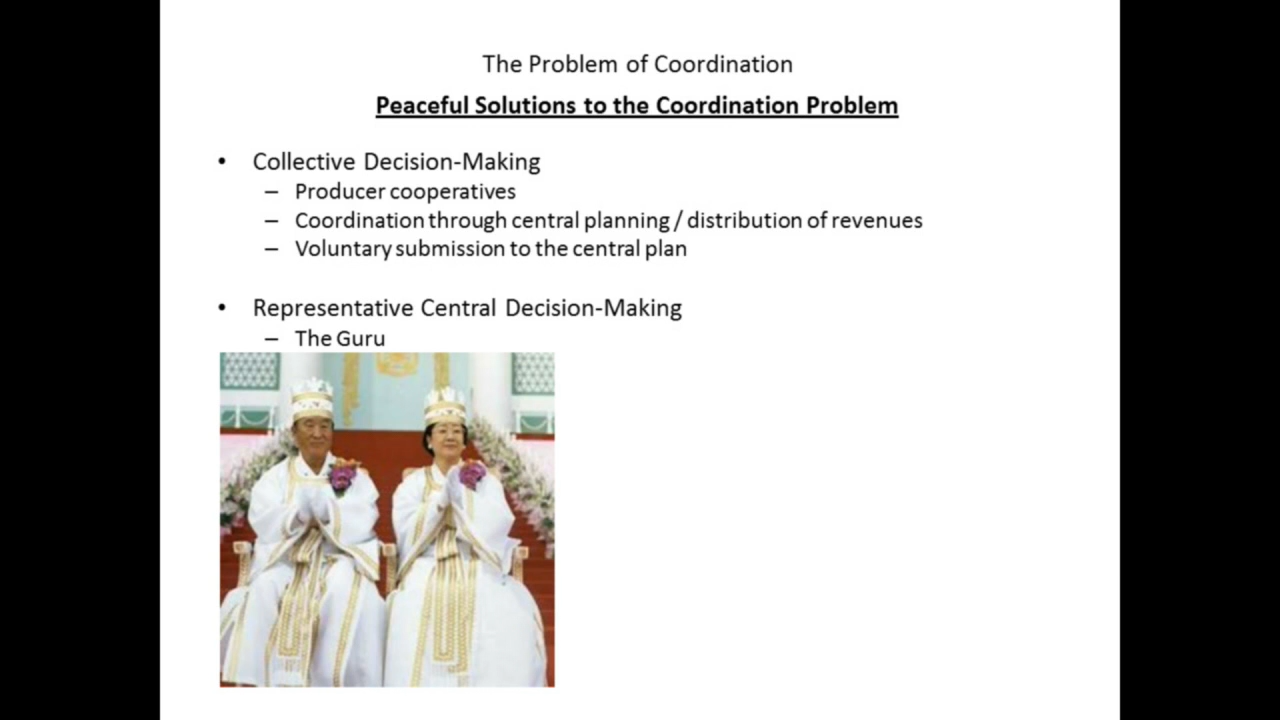 The Problem of Coordination
Peaceful Solutions to the Coordination Problem
• Collective Decision-Making
– Producer cooperatives
– Coordination through central planning / distribution of revenues
– Voluntary submission to the central plan
• Representative Central Decision-Making
– The Guru